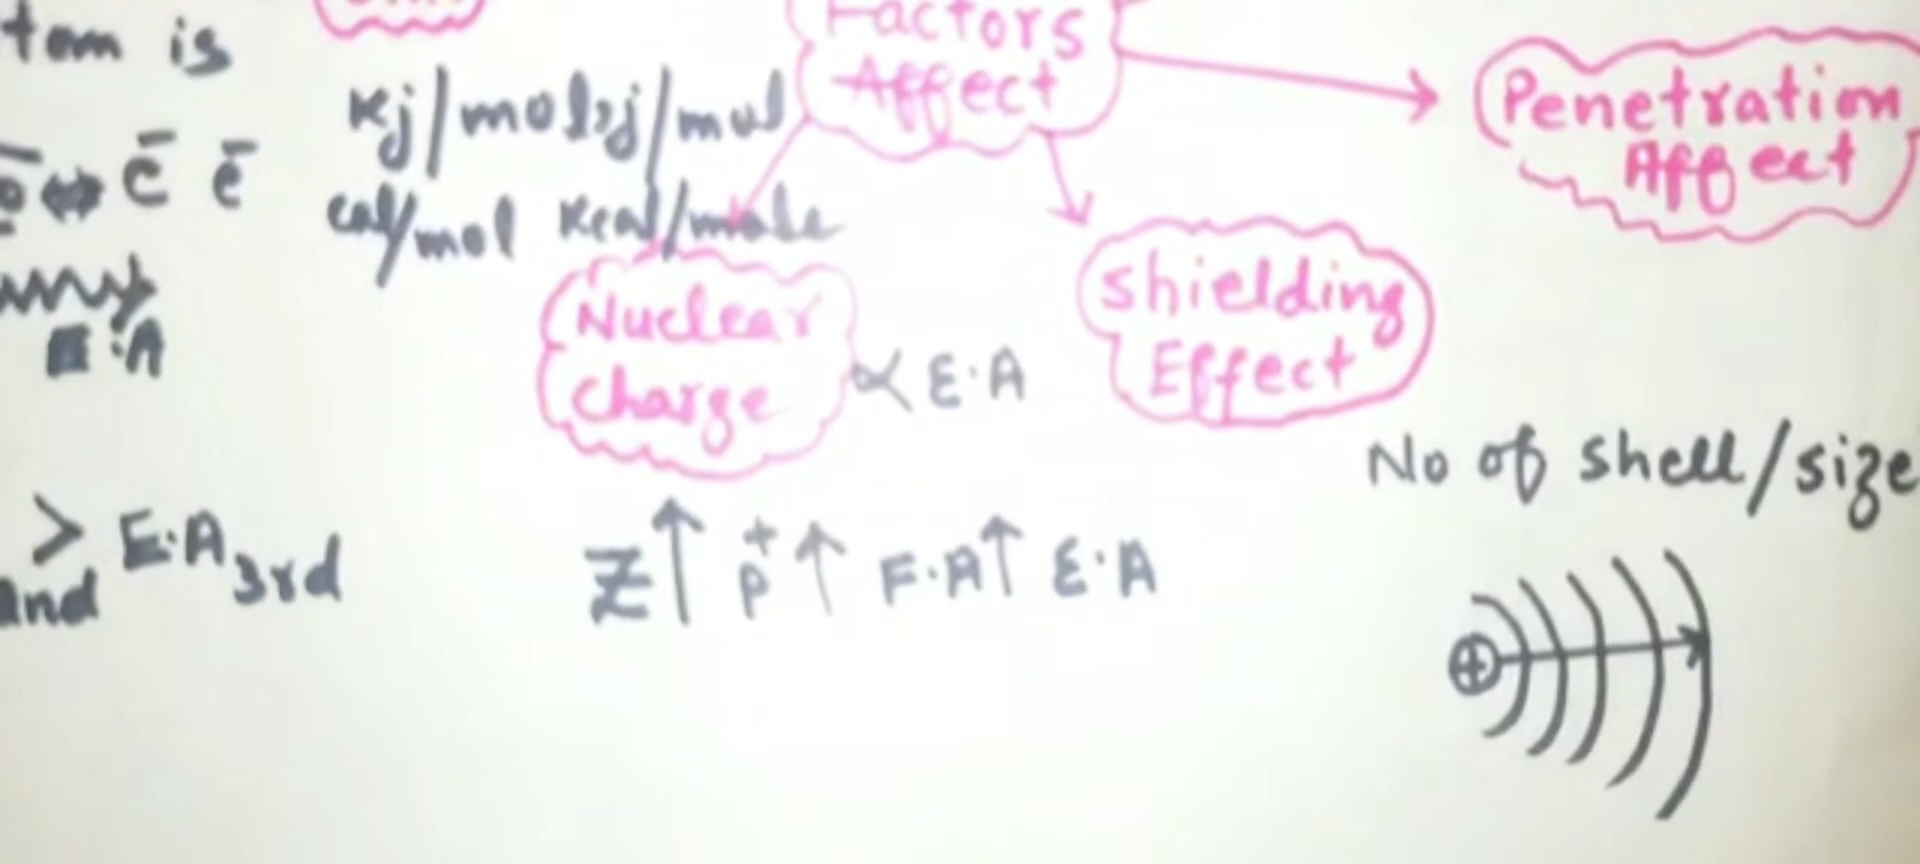 tom is
Factors
Affect
Kj/mol, j/mol
cal/mol Kcal/mole
Penetration
Affect
e̅ ⇔ e̅ e̅
E.A
Nuclear
Charge
∝ E.A
Shielding
Effect
No of shell/size
> E.A 3rd
and
Z↑ p⁺↑ F.A↑ E.A
⊕